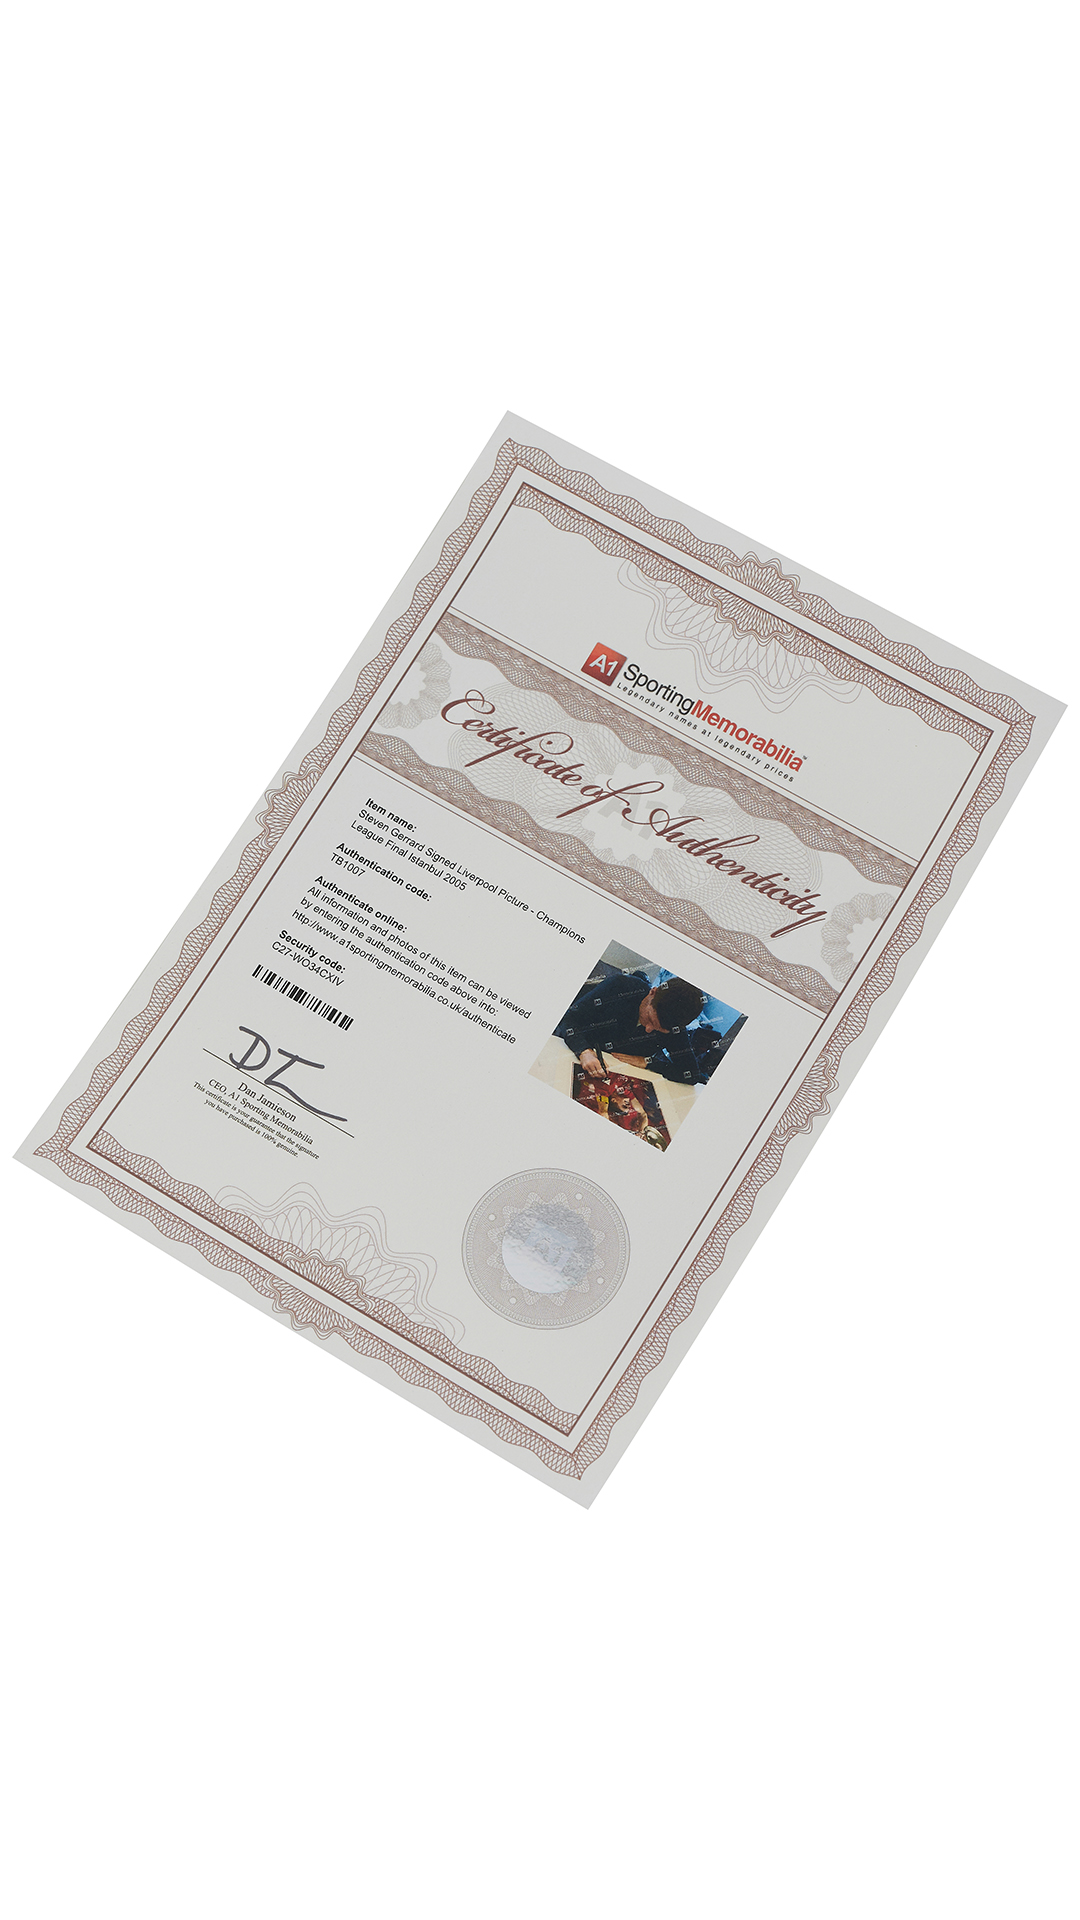 A1 SportingMemorabilia™
Legendary names at legendary prices
Certificate of Authenticity
Item name:
Steven Gerrard Signed Liverpool Picture - Champions
League Final Istanbul 2005
Authentication code:
TB1007
Authenticate online:
All information and photos of this item can be viewed
by entering the authentication code above into:
http://www.a1sportingmemorabilia.co.uk/authenticate
Security code:
C27-WO34CXIV
Dan Jamieson
CEO, A1 Sporting Memorabilia
This certificate is your guarantee that the signature
you have purchased is 100% genuine.